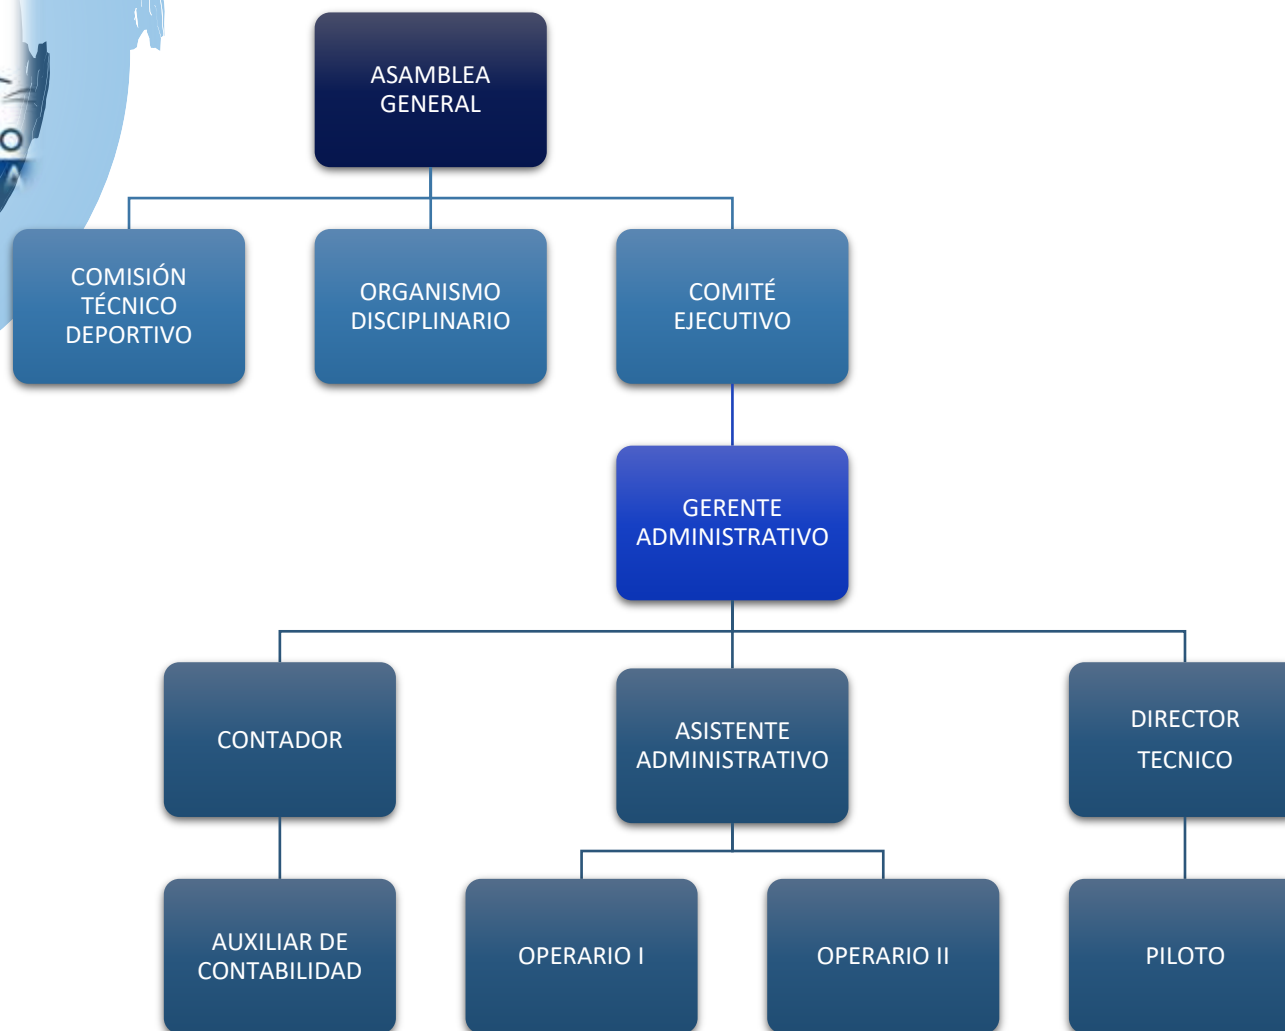 ASAMBLEA
GENERAL
COMISIÓN
TÉCNICO
DEPORTIVO
ORGANISMO
DISCIPLINARIO
COMITÉ
EJECUTIVO
GERENTE
ADMINISTRATIVO
CONTADOR
ASISTENTE
ADMINISTRATIVO
DIRECTOR
TECNICO
AUXILIAR DE
CONTABILIDAD
OPERARIO I
OPERARIO II
PILOTO